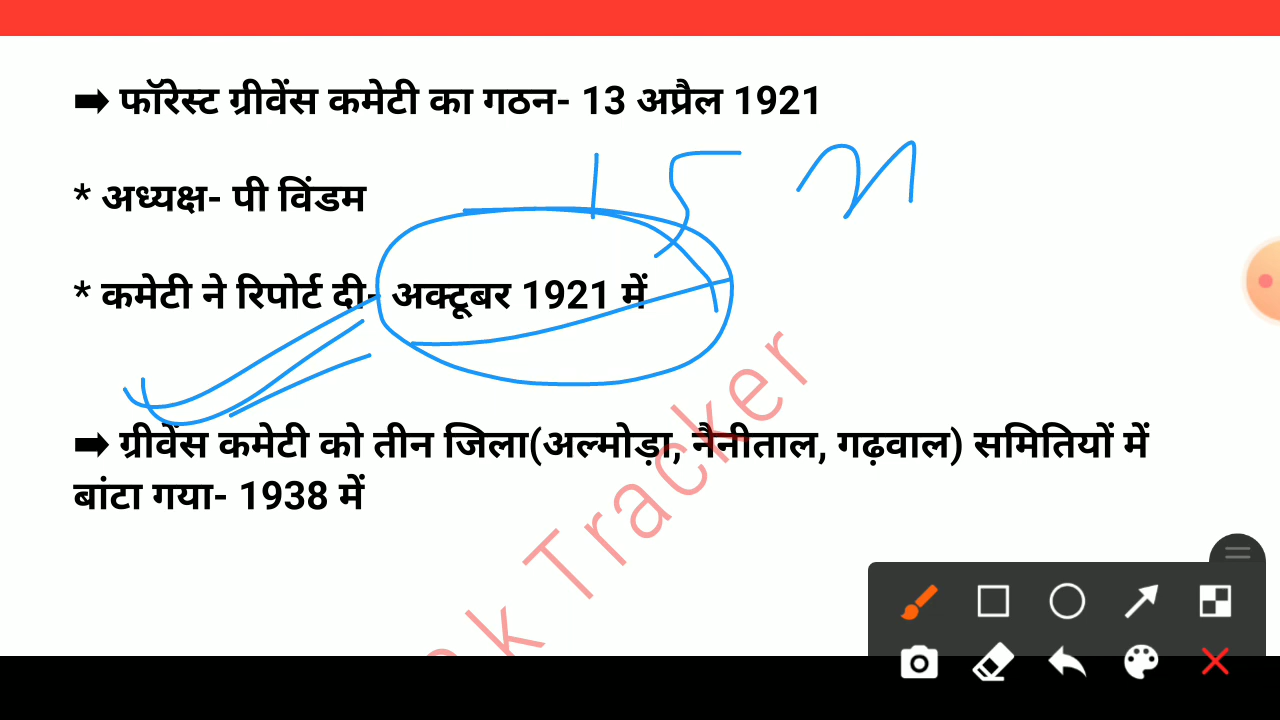 ➡ फॉरेस्ट ग्रीवेंस कमेटी का गठन- 13 अप्रैल 1921
15 न
* अध्यक्ष- पी विंडम
* कमेटी ने रिपोर्ट दी- अक्टूबर 1921 में
➡ ग्रीवेंस कमेटी को तीन जिला(अल्मोड़ा, नैनीताल, गढ़वाल) समितियों में
बांटा गया- 1938 में
k Tracker